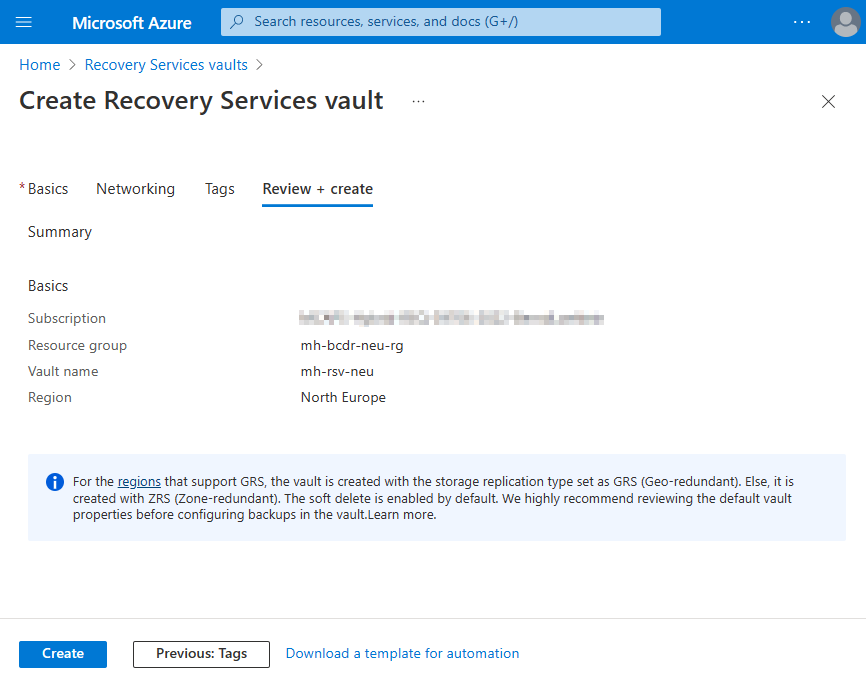 Microsoft Azure
Search resources, services, and docs (G+/)
Home > Recovery Services vaults >
Create Recovery Services vault
* Basics Networking Tags Review + create
Summary
Basics
Subscription
Resource group mh-bcdr-neu-rg
Vault name mh-rsv-neu
Region North Europe
For the regions that support GRS, the vault is created with the storage replication type set as GRS (Geo-redundant). Else, it is
created with ZRS (Zone-redundant). The soft delete is enabled by default. We highly recommend reviewing the default vault
properties before configuring backups in the vault.Learn more.
Create Previous: Tags Download a template for automation